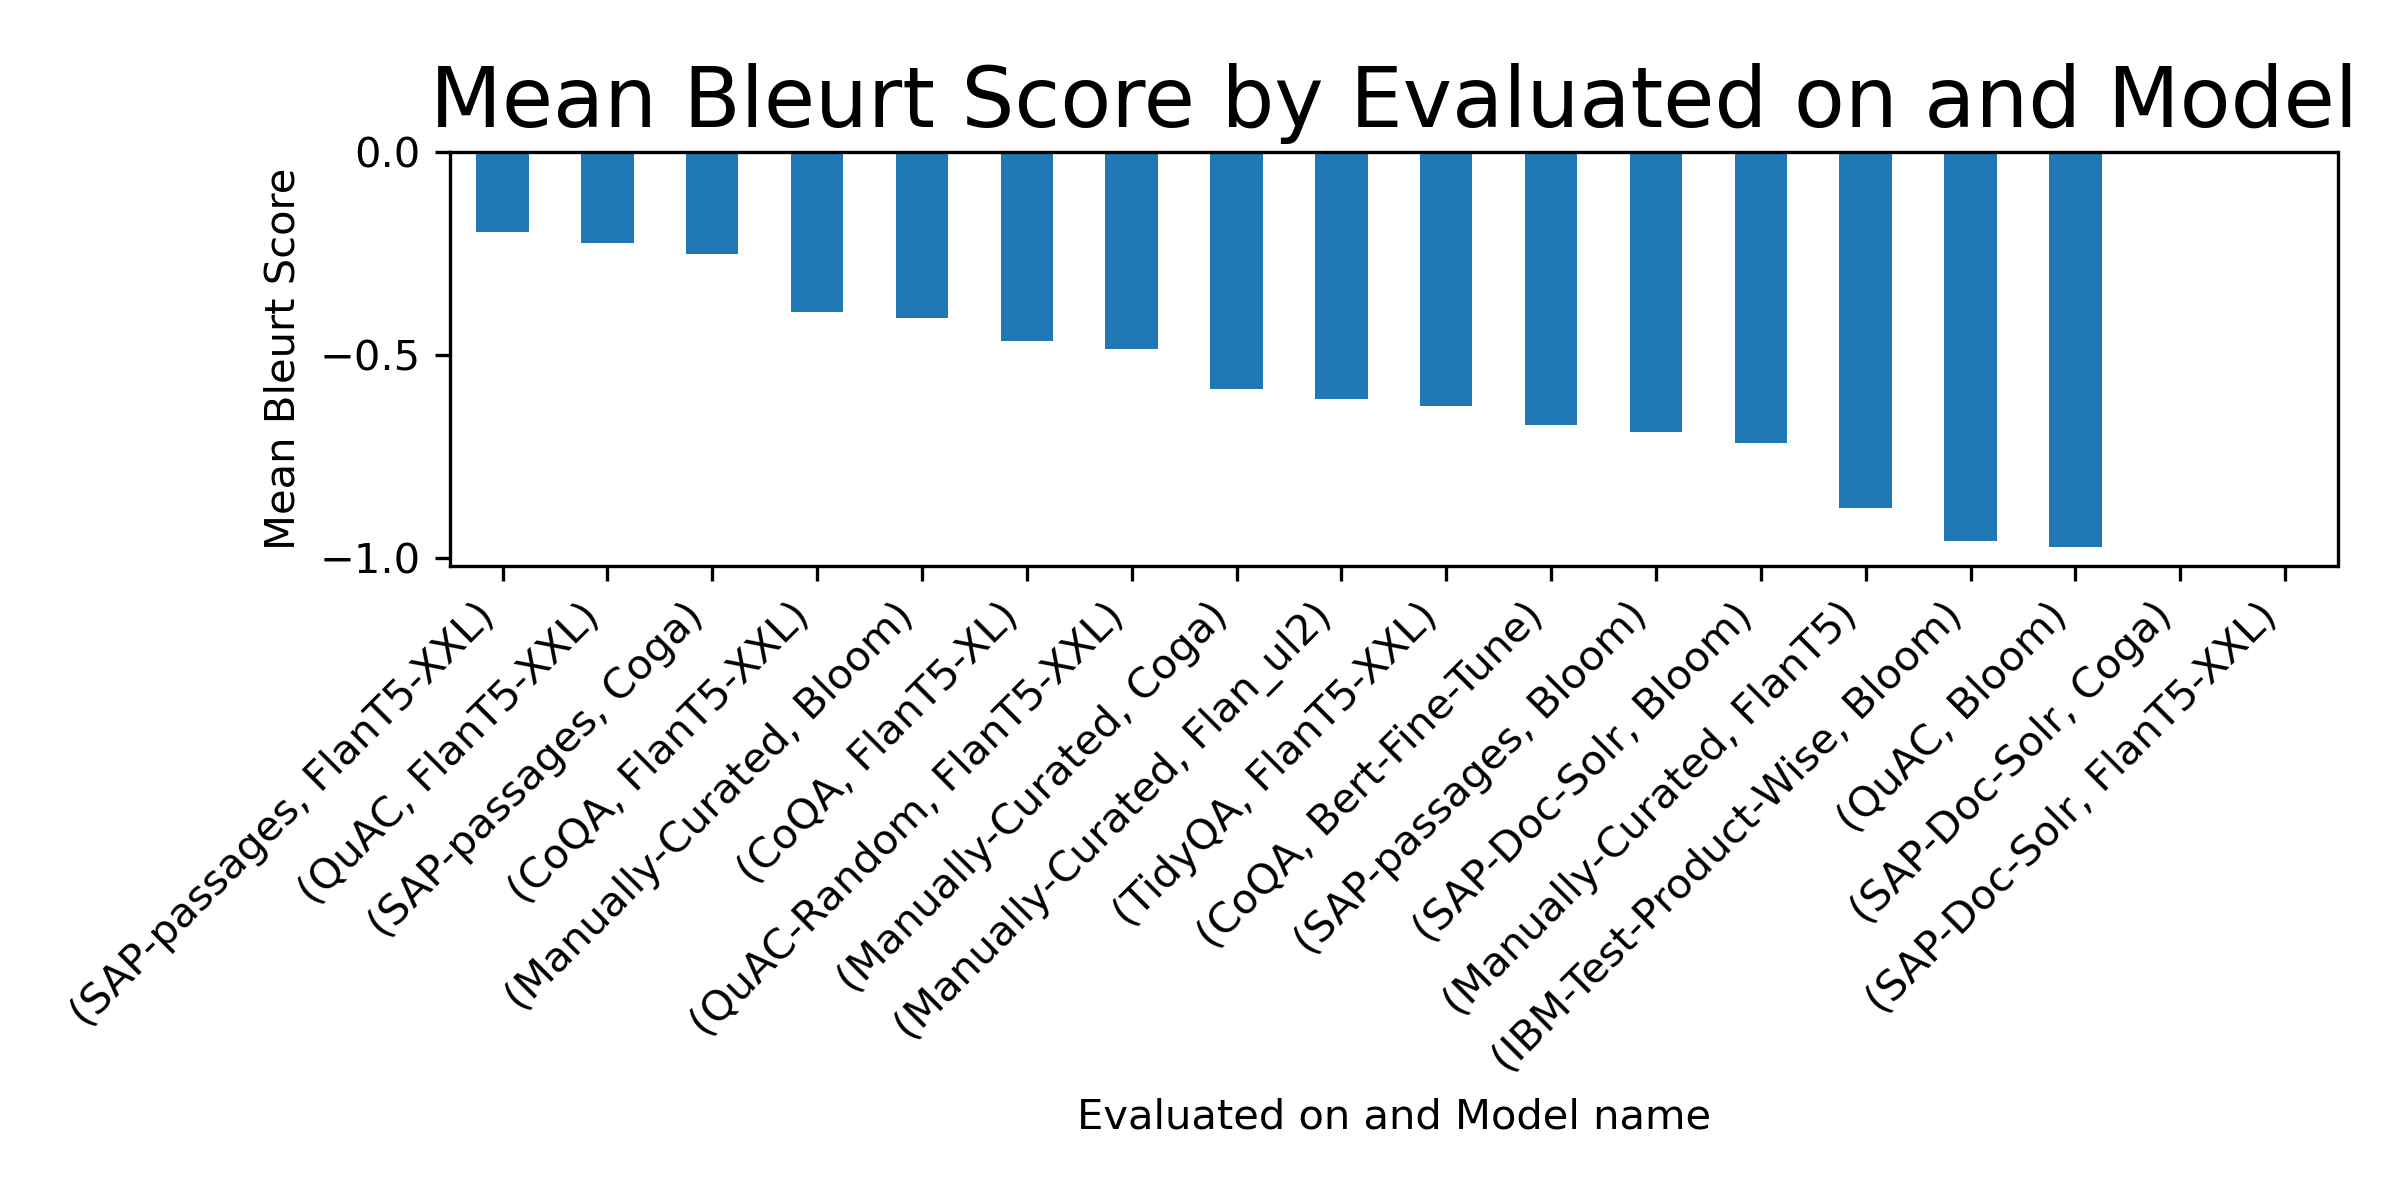 Mean Bleurt Score by Evaluated on and Model
Mean Bleurt Score
0.0
−0.5
−1.0
(SAP-passages, FlanT5-XXL)
(QuAC, FlanT5-XXL)
(SAP-passages, Coga)
(CoQA, FlanT5-XXL)
(Manually-Curated, Bloom)
(CoQA, FlanT5-XL)
(QuAC-Random, FlanT5-XXL)
(Manually-Curated, Coga)
(Manually-Curated, Flan_ul2)
(TidyQA, FlanT5-XXL)
(CoQA, Bert-Fine-Tune)
(SAP-passages, Bloom)
(SAP-Doc-Solr, Bloom)
(Manually-Curated, FlanT5)
(IBM-Test-Product-Wise, Bloom)
(QuAC, Bloom)
(SAP-Doc-Solr, Coga)
(SAP-Doc-Solr, FlanT5-XXL)
Evaluated on and Model name